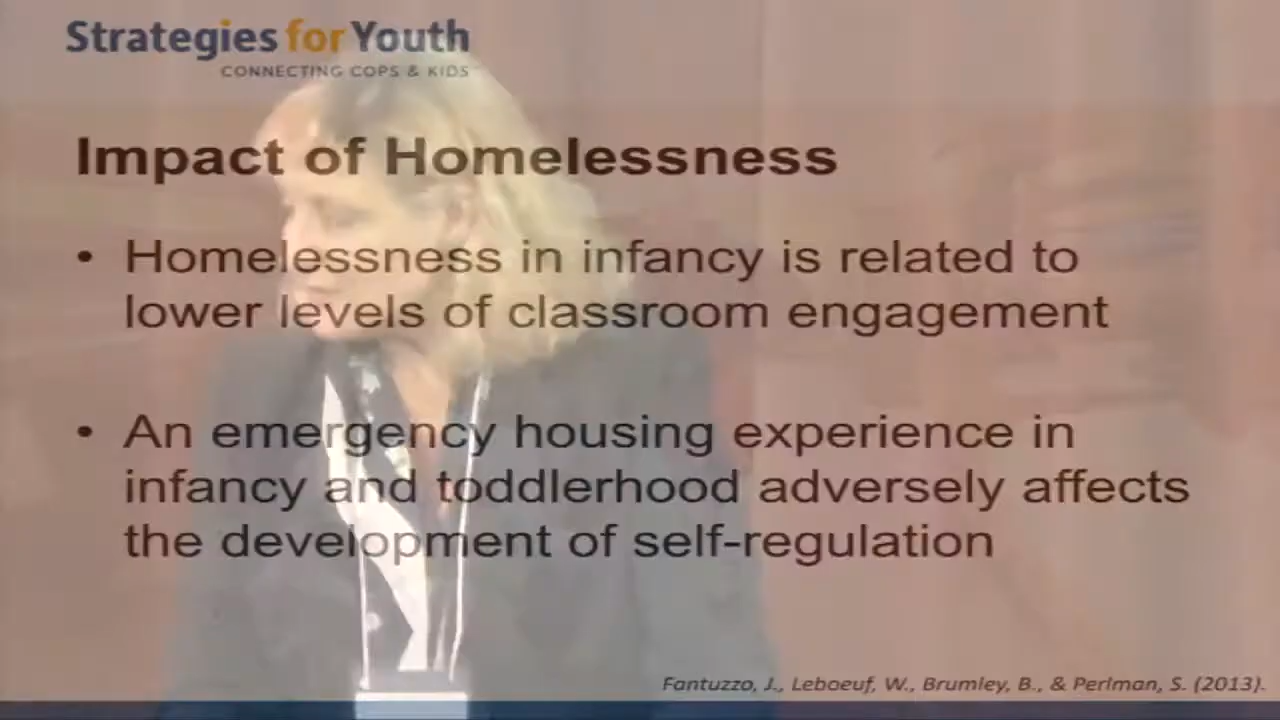 Strategies for Youth
CONNECTING COPS & KIDS
Impact of Homelessness
• Homelessness in infancy is related to
lower levels of classroom engagement
• An emergency housing experience in
infancy and toddlerhood adversely affects
the development of self-regulation
Fantuzzo, J., Leboeuf, W., Brumley, B., & Perlman, S. (2013).